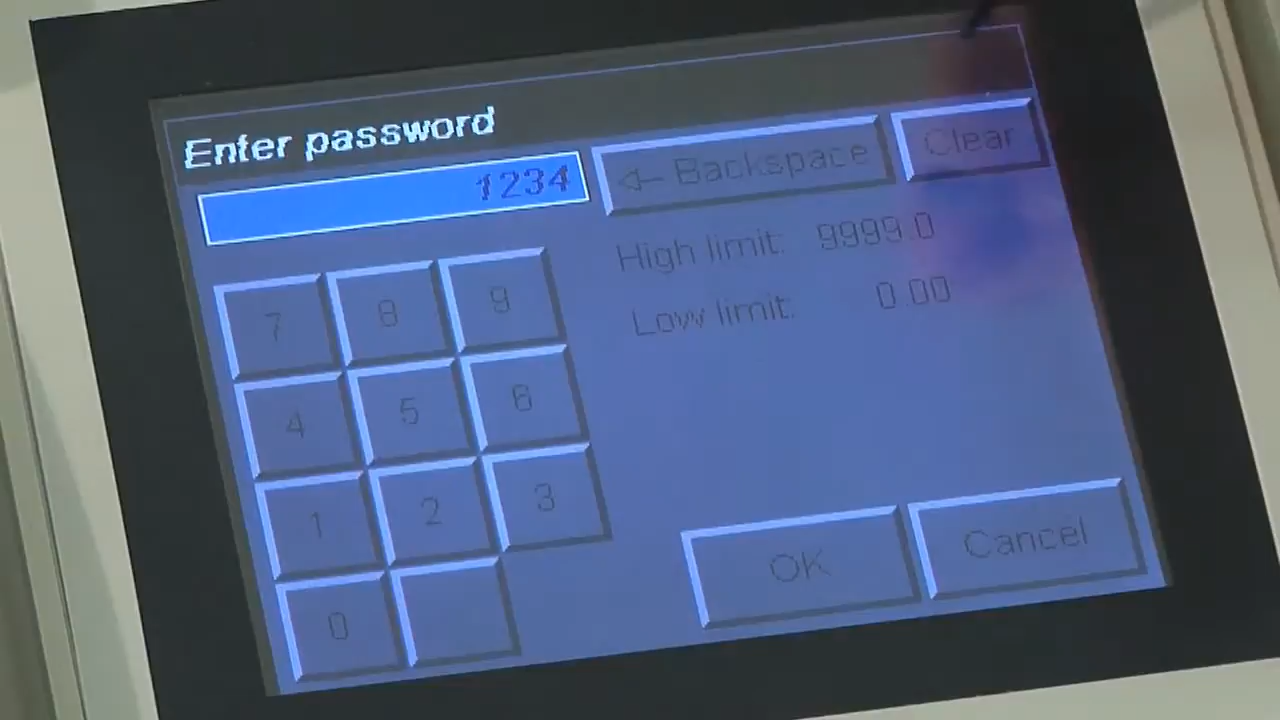 Enter password
1234
← Backspace
Clear
High limit: 9999.0
Low limit: 0.00
7 8 9
4 5 6
1 2 3
0
OK
Cancel